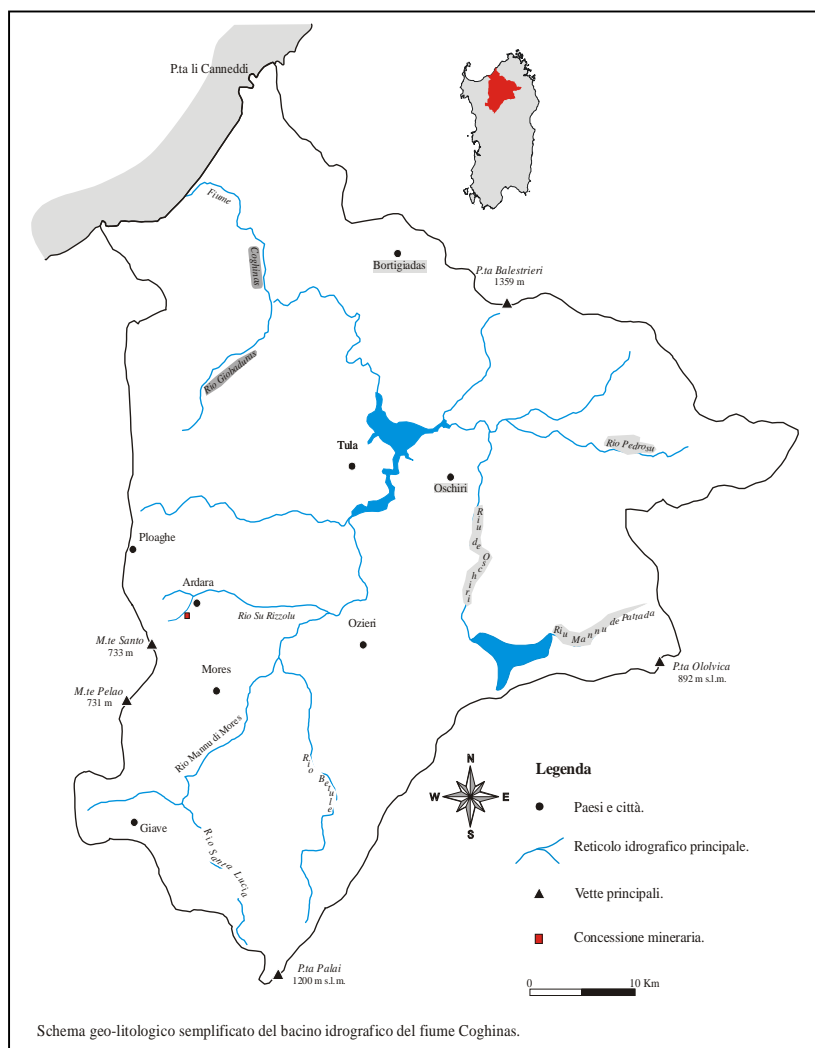 P.ta li Canneddi
Fiume
Coghinas
Bortigiadas
P.ta Balestrieri
1359 m
Rio Giobaduras
Tula
Rio Pedrosu
Oschiri
Riu de Oschiri
Ploaghe
Ardara
Rio Su Rizzolu
Ozieri
Riu Mannu de Pattada
M.te Santo
733 m
P.ta Ololvica
892 m s.l.m.
Mores
M.te Pelao
731 m
Rio Mannu di Mores
Rio Betule
N
W E
S
Legenda
Paesi e città.
Giave
Rio Santa Lucia
Reticolo idrografico principale.
Vette principali.
Concessione mineraria.
P.ta Palai
1200 m s.l.m.
0 10 Km
Schema geo-litologico semplificato del bacino idrografico del fiume Coghinas.